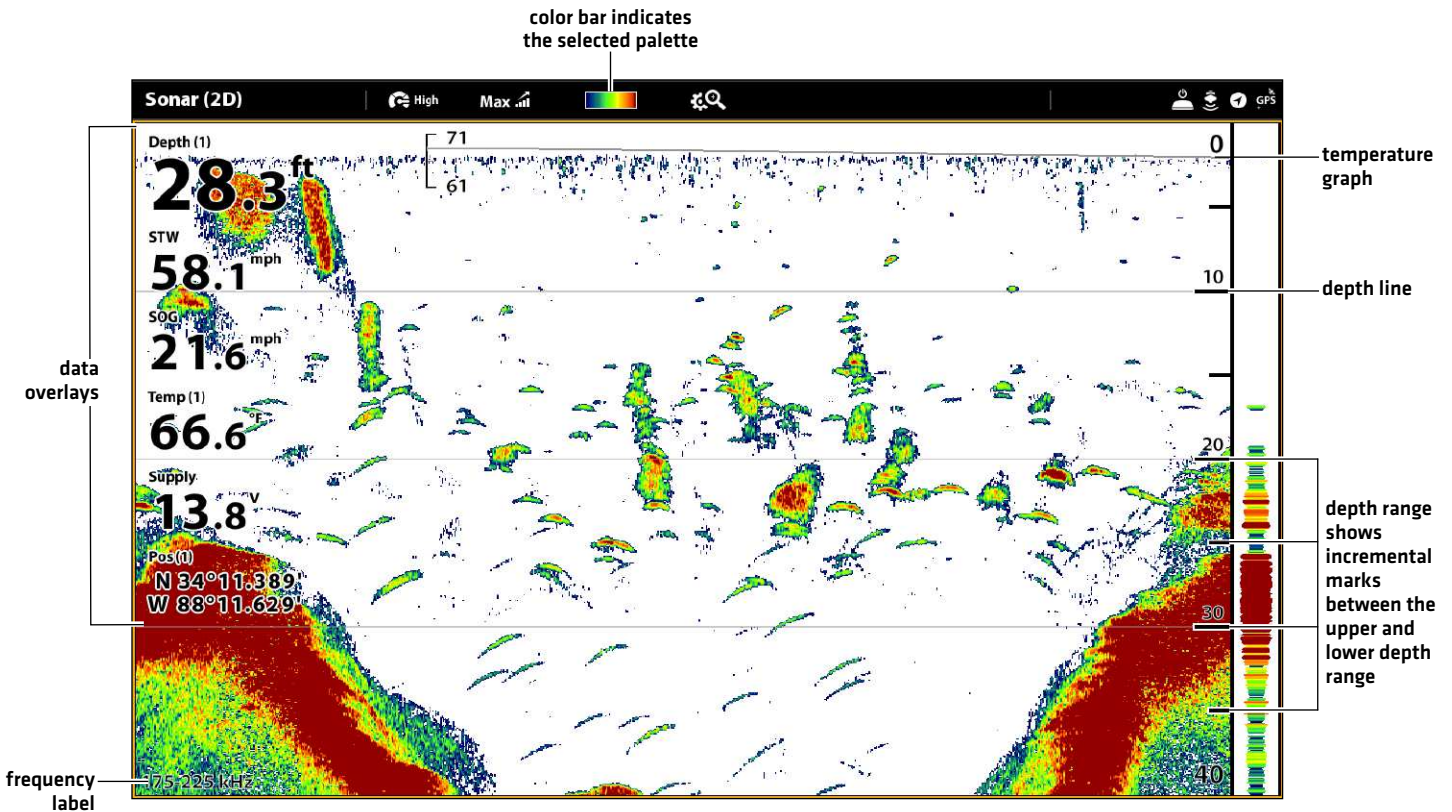 color bar indicates
the selected palette
Sonar (2D)
High
Max
GPS
Depth (1)
28.3 ft
71
61
0
temperature
graph
STW
58.1 mph
10
depth line
SOG
21.6 mph
data
overlays
Temp (1)
66.6 °F
20
Supply
13.8 V
depth range
shows
incremental
marks
between the
upper and
lower depth
range
Pos (1)
N 34°11.389'
W 88°11.629'
30
frequency
label
75-225 kHz
40